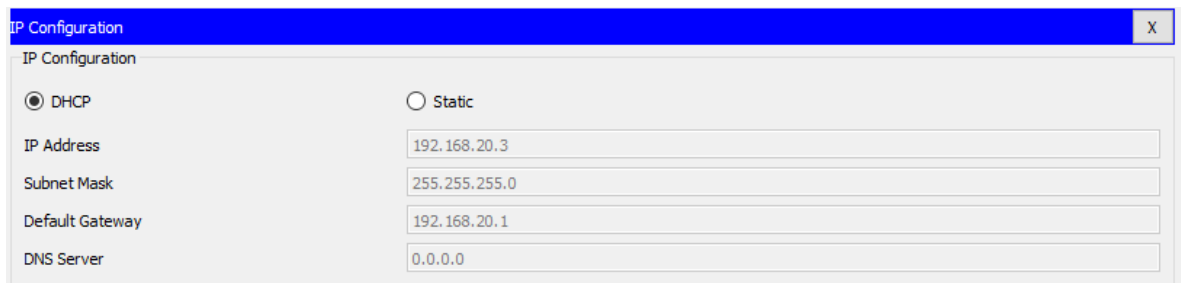 IP Configuration X
IP Configuration
DHCP Static
IP Address 192.168.20.3
Subnet Mask 255.255.255.0
Default Gateway 192.168.20.1
DNS Server 0.0.0.0